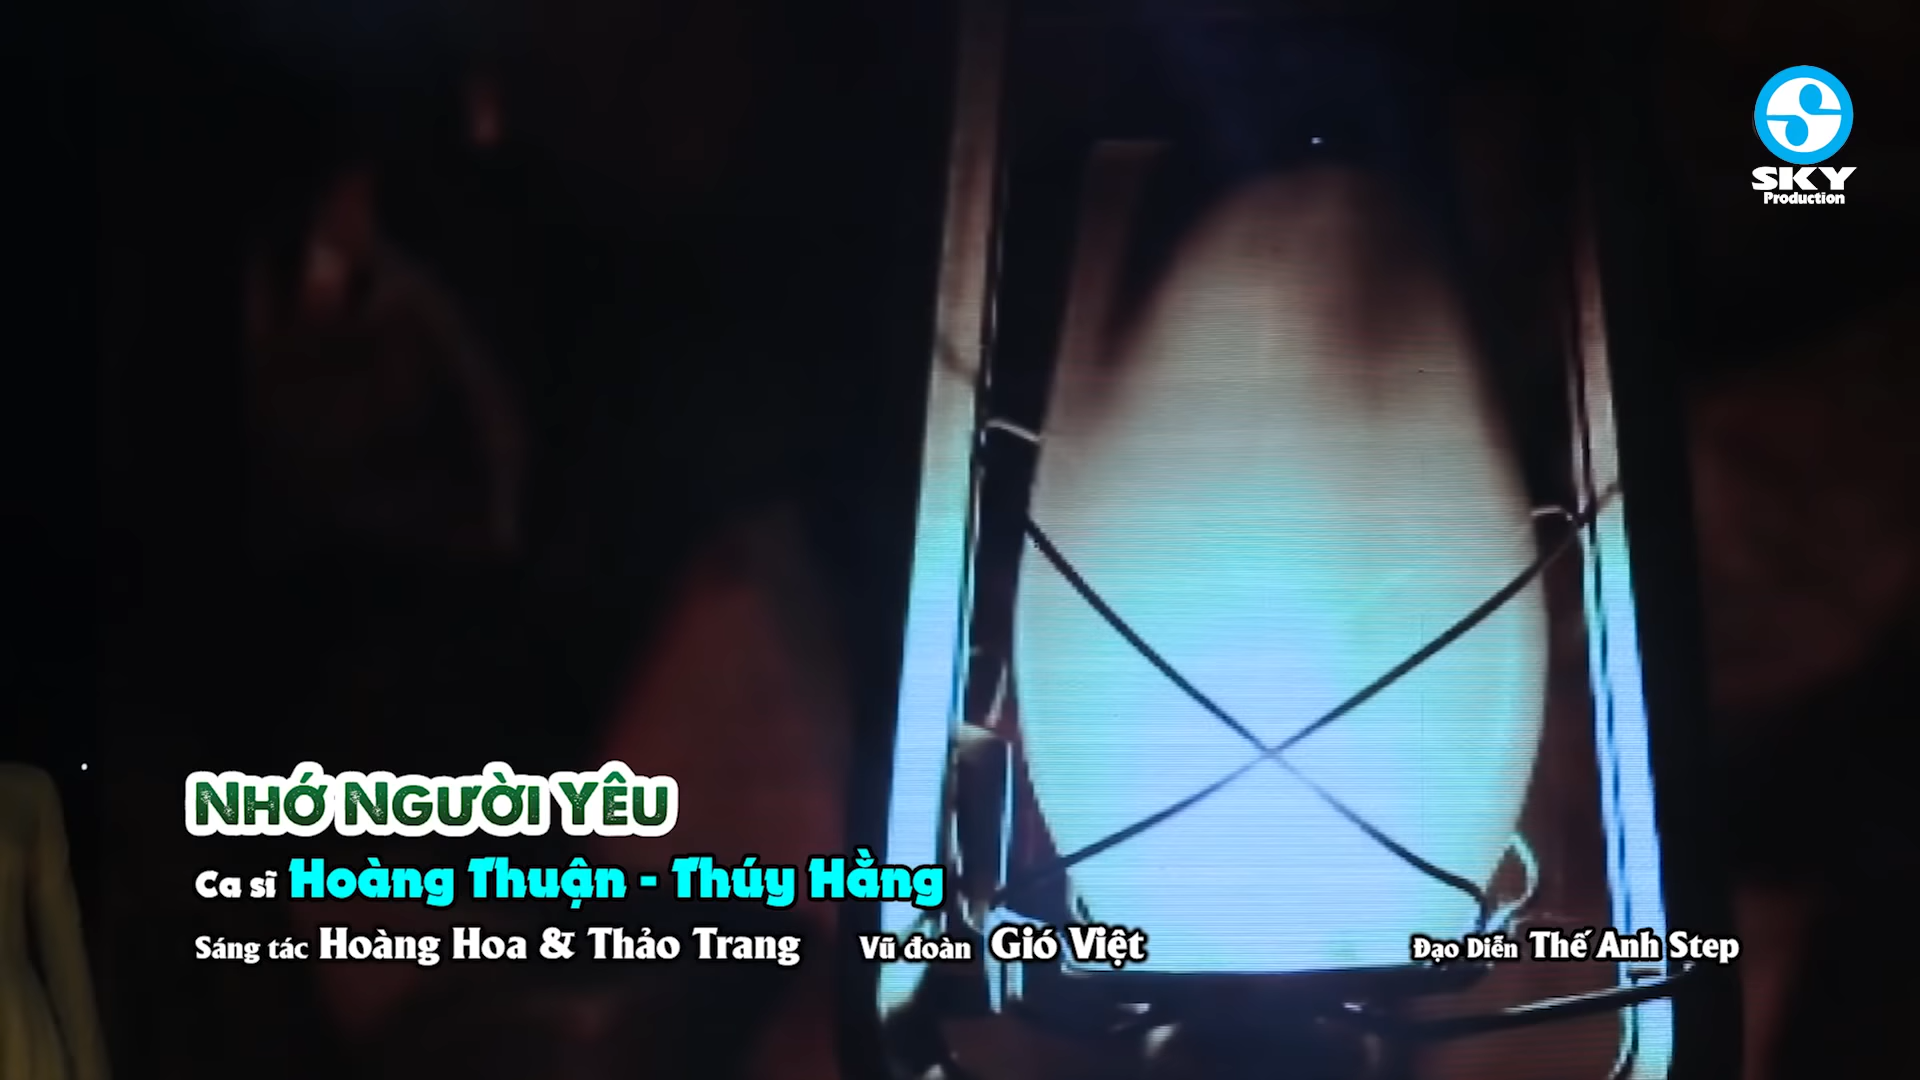 SKY
Production
NHỚ NGƯỜI YÊU
Ca sĩ Hoàng Thuận - Thúy Hằng
Sáng tác Hoàng Hoa & Thảo Trang Vũ đoàn Gió Việt Đạo Diễn Thế Anh Step